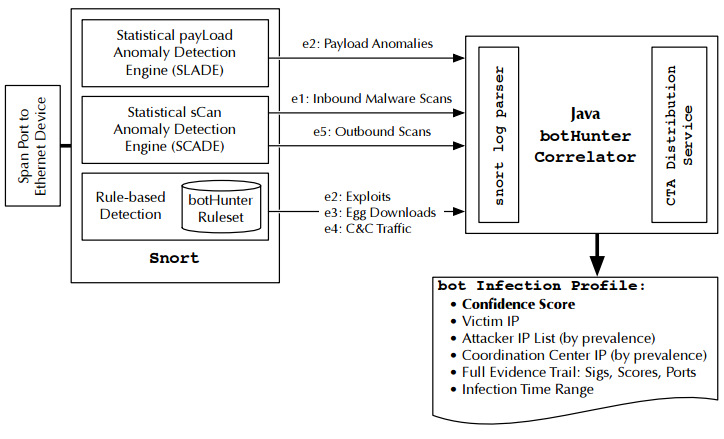 Span Port to
Ethernet Device
Statistical payLoad
Anomaly Detection
Engine (SLADE)
Statistical sCan
Anomaly Detection
Engine (SCADE)
Rule-based
Detection
botHunter
Ruleset
Snort
e2: Payload Anomalies
e1: Inbound Malware Scans
e5: Outbound Scans
e2: Exploits
e3: Egg Downloads
e4: C&C Traffic
snort log parser
Java
botHunter
Correlator
CTA Distribution
Service
bot Infection Profile:
• Confidence Score
• Victim IP
• Attacker IP List (by prevalence)
• Coordination Center IP (by prevalence)
• Full Evidence Trail: Sigs, Scores, Ports
• Infection Time Range